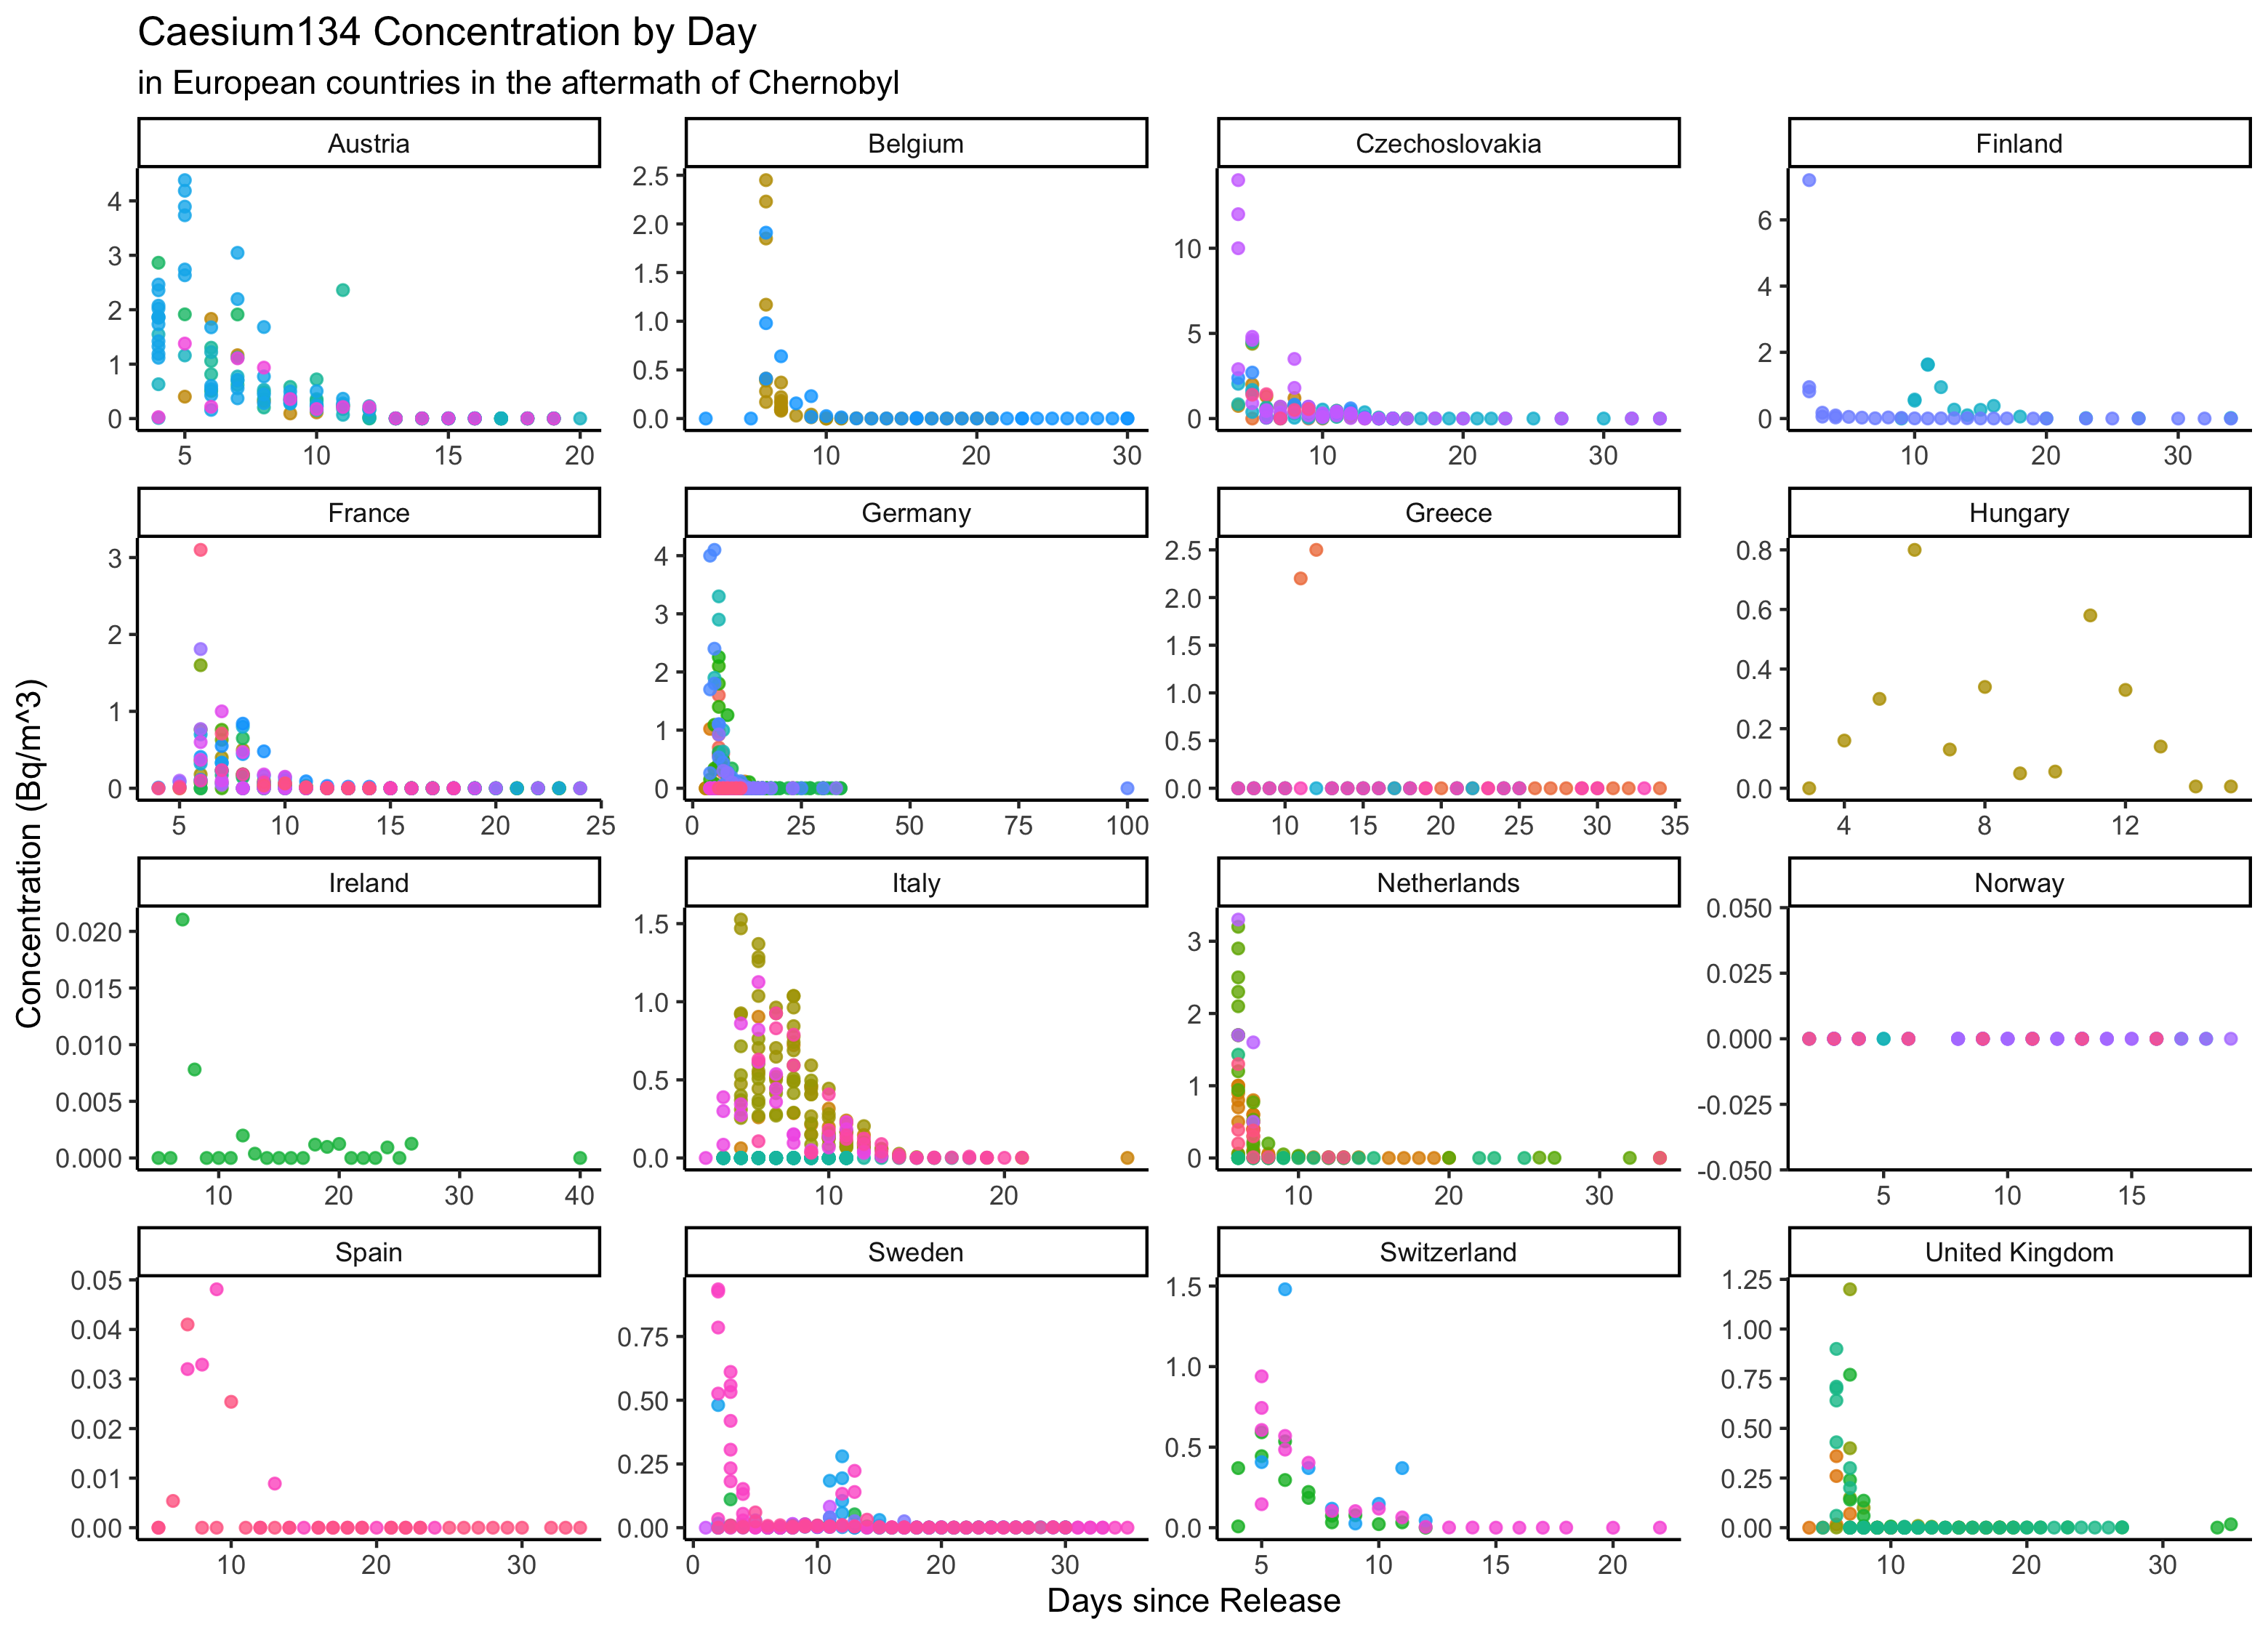 Caesium134 Concentration by Day
in European countries in the aftermath of Chernobyl
Austria
Belgium
Czechoslovakia
Finland
4
3
2
1
0
5 10 15 20
2.5
2.0
1.5
1.0
0.5
0.0
10 20 30
10
5
0
10 20 30
6
4
2
0
10 20 30
France
Germany
Greece
Hungary
3
2
1
0
5 10 15 20 25
4
3
2
1
0
0 25 50 75 100
2.5
2.0
1.5
1.0
0.5
0.0
10 15 20 25 30 35
0.8
0.6
0.4
0.2
0.0
4 8 12
Concentration (Bq/m^3)
Ireland
Italy
Netherlands
Norway
0.020
0.015
0.010
0.005
0.000
10 20 30 40
1.5
1.0
0.5
0.0
10 20
3
2
1
0
10 20 30
0.050
0.025
0.000
-0.025
-0.050
5 10 15
Spain
Sweden
Switzerland
United Kingdom
0.05
0.04
0.03
0.02
0.01
0.00
10 20 30
0.75
0.50
0.25
0.00
0 10 20 30
1.5
1.0
0.5
0.0
5 10 15 20
1.25
1.00
0.75
0.50
0.25
0.00
10 20 30
Days since Release